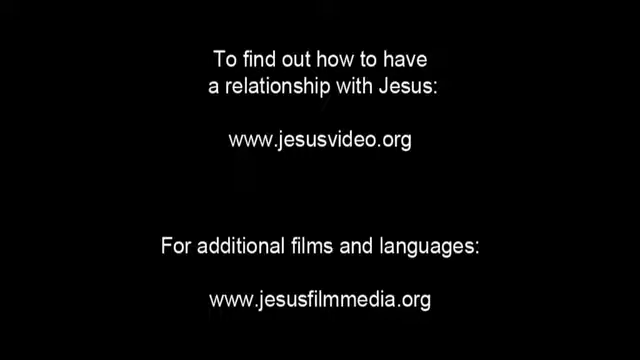 To find out how to have
a relationship with Jesus:
www.jesusvideo.org
For additional films and languages:
www.jesusfilmmedia.org